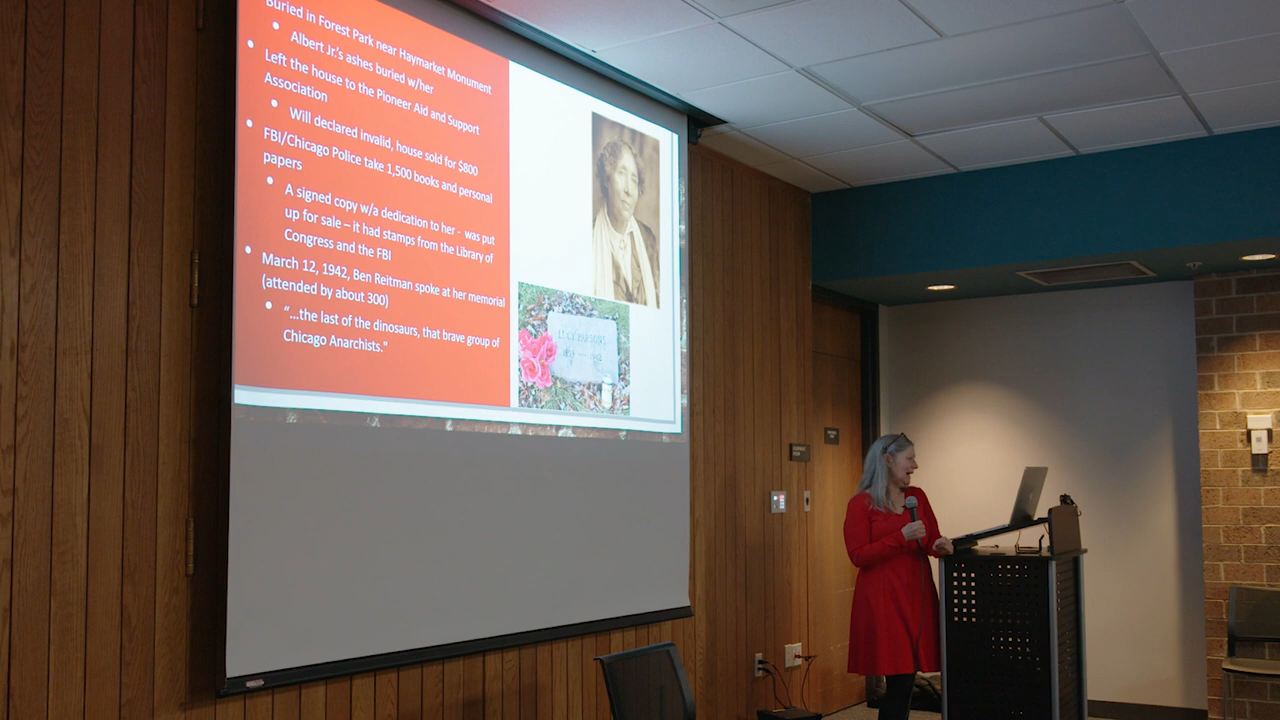 Buried in Forest Park near Haymarket Monument
Albert Jr.'s ashes buried w/her
Left the house to the Pioneer Aid and Support
Association
Will declared invalid, house sold for $800
FBI/Chicago Police take 1,500 books and personal
papers
A signed copy w/a dedication to her - was put
up for sale – it had stamps from the Library of
Congress and the FBI
March 12, 1942, Ben Reitman spoke at her memorial
(attended by about 300)
"...the last of the dinosaurs, that brave group of
Chicago Anarchists."
LUCY PARSONS